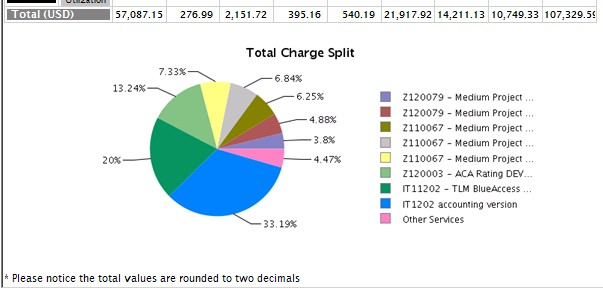 Utilization
Total (USD) 57,087.15 276.99 2,151.72 395.16 540.19 21,917.92 14,211.13 10,749.33 107,329.59
Total Charge Split
7.33%
6.84%
13.24%
6.25%
4.88%
3.8%
20%
4.47%
33.19%
Z120079 - Medium Project ...
Z120079 - Medium Project ...
Z110067 - Medium Project ...
Z110067 - Medium Project ...
Z110067 - Medium Project ...
Z120003 - ACA Rating DEV...
IT11202 - TLM BlueAccess ...
IT1202 accounting version
Other Services
* Please notice the total values are rounded to two decimals